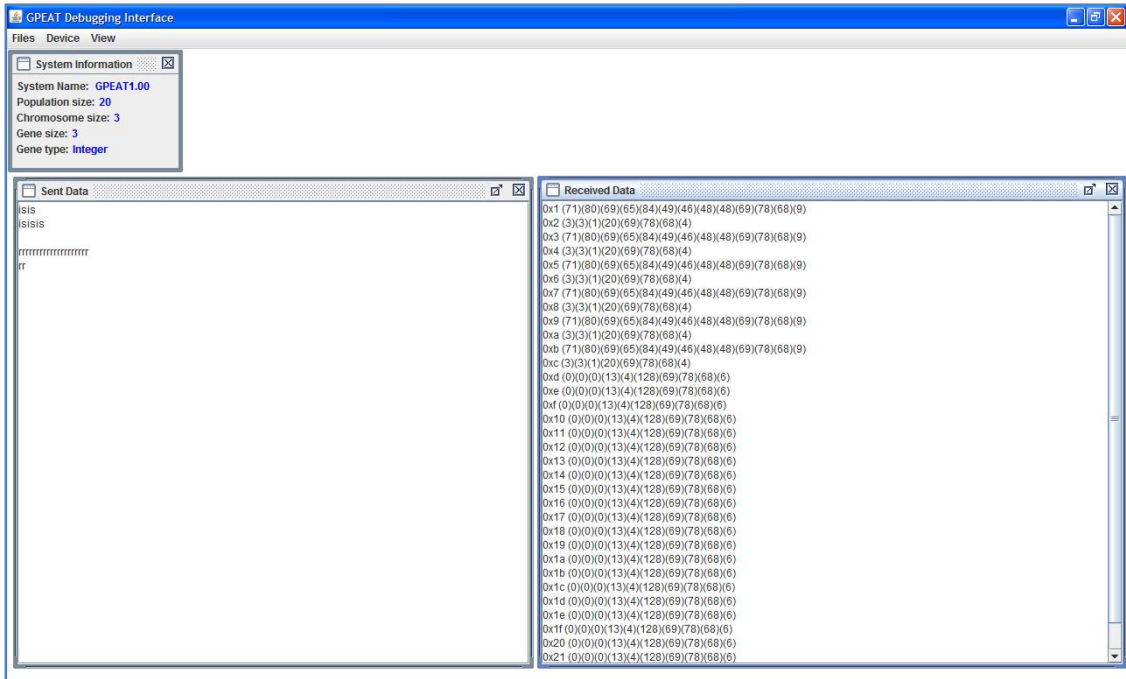 GPEAT Debugging Interface
Files Device View
System Information
System Name: GPEAT1.00
Population size: 20
Chromosome size: 3
Gene size: 3
Gene type: Integer
Sent Data
isis
isisis
rrrrrrrrrrrrrrrrrrrr
rr
Received Data
0x1 (71)(80)(69)(65)(84)(49)(46)(48)(48)(69)(78)(68)(9)
0x2 (3)(3)(1)(20)(69)(78)(68)(4)
0x3 (71)(80)(69)(65)(84)(49)(46)(48)(48)(69)(78)(68)(9)
0x4 (3)(3)(1)(20)(69)(78)(68)(4)
0x5 (71)(80)(69)(65)(84)(49)(46)(48)(48)(69)(78)(68)(9)
0x6 (3)(3)(1)(20)(69)(78)(68)(4)
0x7 (71)(80)(69)(65)(84)(49)(46)(48)(48)(69)(78)(68)(9)
0x8 (3)(3)(1)(20)(69)(78)(68)(4)
0x9 (71)(80)(69)(65)(84)(49)(46)(48)(48)(69)(78)(68)(9)
0xa (3)(3)(1)(20)(69)(78)(68)(4)
0xb (71)(80)(69)(65)(84)(49)(46)(48)(48)(69)(78)(68)(9)
0xc (3)(3)(1)(20)(69)(78)(68)(4)
0xd (0)(0)(0)(13)(4)(128)(69)(78)(68)(6)
0xe (0)(0)(0)(13)(4)(128)(69)(78)(68)(6)
0xf (0)(0)(0)(13)(4)(128)(69)(78)(68)(6)
0x10 (0)(0)(0)(13)(4)(128)(69)(78)(68)(6)
0x11 (0)(0)(0)(13)(4)(128)(69)(78)(68)(6)
0x12 (0)(0)(0)(13)(4)(128)(69)(78)(68)(6)
0x13 (0)(0)(0)(13)(4)(128)(69)(78)(68)(6)
0x14 (0)(0)(0)(13)(4)(128)(69)(78)(68)(6)
0x15 (0)(0)(0)(13)(4)(128)(69)(78)(68)(6)
0x16 (0)(0)(0)(13)(4)(128)(69)(78)(68)(6)
0x17 (0)(0)(0)(13)(4)(128)(69)(78)(68)(6)
0x18 (0)(0)(0)(13)(4)(128)(69)(78)(68)(6)
0x19 (0)(0)(0)(13)(4)(128)(69)(78)(68)(6)
0x1a (0)(0)(0)(13)(4)(128)(69)(78)(68)(6)
0x1b (0)(0)(0)(13)(4)(128)(69)(78)(68)(6)
0x1c (0)(0)(0)(13)(4)(128)(69)(78)(68)(6)
0x1d (0)(0)(0)(13)(4)(128)(69)(78)(68)(6)
0x1e (0)(0)(0)(13)(4)(128)(69)(78)(68)(6)
0x1f (0)(0)(0)(13)(4)(128)(69)(78)(68)(6)
0x20 (0)(0)(0)(13)(4)(128)(69)(78)(68)(6)
0x21 (0)(0)(0)(13)(4)(128)(69)(78)(68)(6)